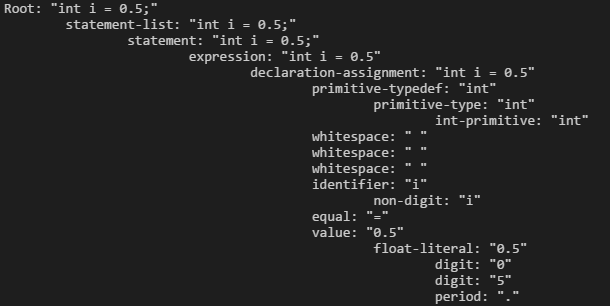 Root: "int i = 0.5;"
statement-list: "int i = 0.5;"
statement: "int i = 0.5;"
expression: "int i = 0.5"
declaration-assignment: "int i = 0.5"
primitive-typedef: "int"
primitive-type: "int"
int-primitive: "int"
whitespace: " "
whitespace: " "
whitespace: " "
identifier: "i"
non-digit: "i"
equal: "="
value: "0.5"
float-literal: "0.5"
digit: "0"
digit: "5"
period: "."